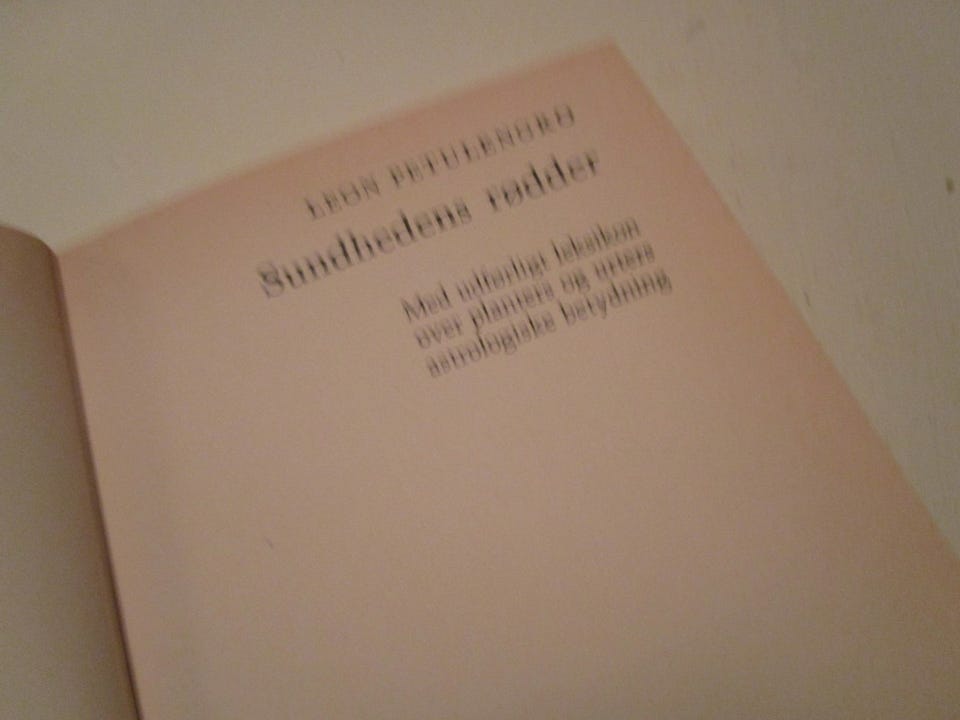 LEON PETULENGRO
Sundhedens rødder
Med udførligt leksikon
over planters og urters
astrologiske betydning